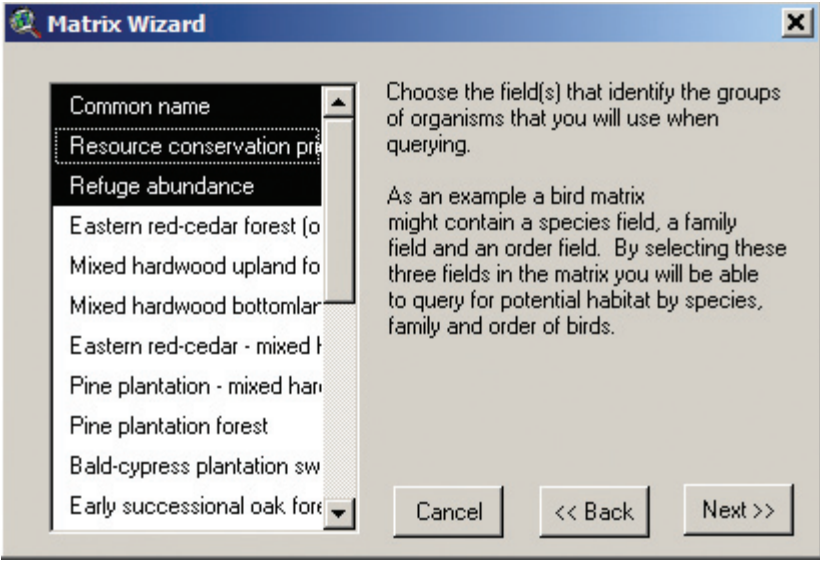 Matrix Wizard
Common name
Resource conservation pri
Refuge abundance
Eastern red-cedar forest (o
Mixed hardwood upland fo
Mixed hardwood bottomlar
Eastern red-cedar - mixed h
Pine plantation - mixed har
Pine plantation forest
Bald-cypress plantation sw
Early successional oak fore
Choose the field(s) that identify the groups
of organisms that you will use when
querying.
As an example a bird matrix
might contain a species field, a family
field and an order field. By selecting these
three fields in the matrix you will be able
to query for potential habitat by species,
family and order of birds.
Cancel
<< Back
Next >>